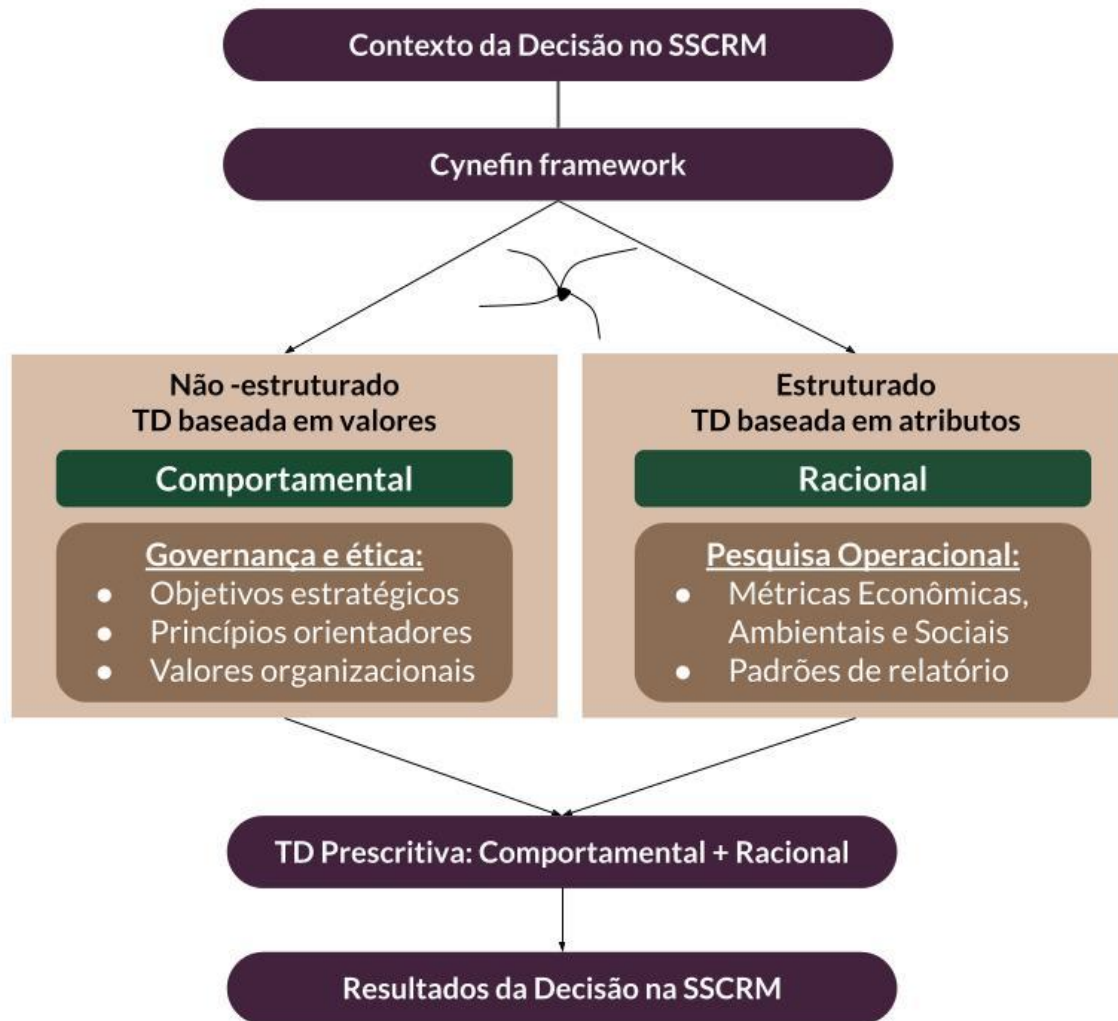 Contexto da Decisão no SSCRM
Cynefin framework
Não -estruturado
TD baseada em valores
Comportamental
Governança e ética:
● Objetivos estratégicos
● Princípios orientadores
● Valores organizacionais
Estruturado
TD baseada em atributos
Racional
Pesquisa Operacional:
● Métricas Econômicas,
Ambientais e Sociais
● Padrões de relatório
TD Prescritiva: Comportamental + Racional
Resultados da Decisão na SSCRM